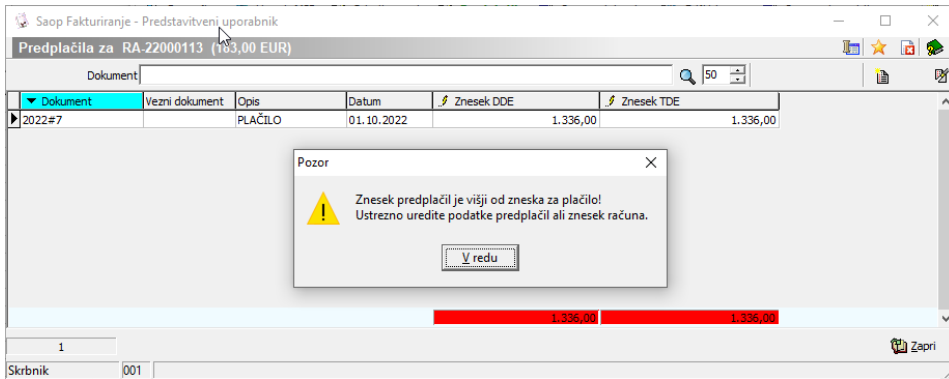 Saop Fakturiranje - Predstavitveni uporabnik
Predplačila za RA-22000113 (163,00 EUR)
Dokument
50
Dokument Vezni dokument Opis Datum Znesek DDE Znesek TDE
2022#7 PLAČILO 01.10.2022 1.336,00 1.336,00
Pozor
Znesek predplačil je višji od zneska za plačilo!
Ustrezno uredite podatke predplačil ali znesek računa.
V redu
1.336,00 1.336,00
1
Zapri
Skrbnik 001